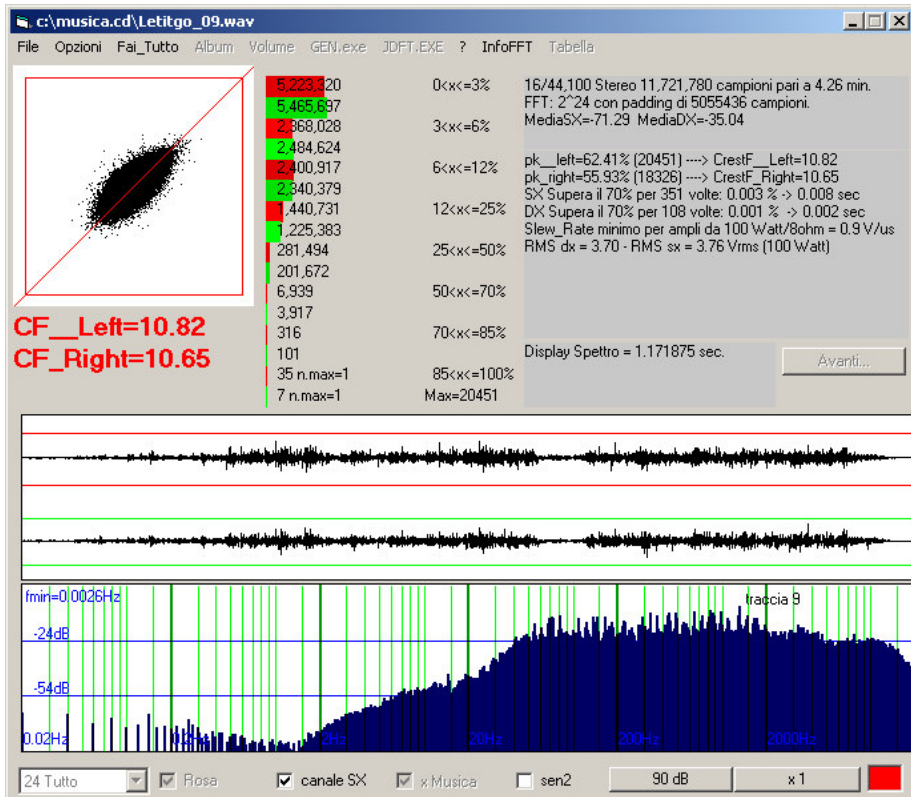 c:\musica.cd\Letitgo_09.wav
File Opzioni Fai_Tutto Album Volume GEN.exe JDFT.EXE ? InfoFFT Tabella
5,223,320 0<x<=3%
5,465,697
2,368,028 3<x<=6%
2,484,624
2,400,917 6<x<=12%
2,340,379
1,440,731 12<x<=25%
1,225,383
281,494 25<x<=50%
201,672
6,939 50<x<=70%
3,917
316 70<x<=85%
101
35 n.max=1 85<x<=100%
7 n.max=1 Max=20451
16/44,100 Stereo 11,721,780 campioni pari a 4.26 min.
FFT: 2^24 con padding di 5055436 campioni.
MediaSX=-71.29 MediaDX=-35.04
pk__left=62.41% (20451) ----> CrestF__Left=10.82
pk_right=55.93% (18326) ----> CrestF_Right=10.65
SX Supera il 70% per 351 volte: 0.003 % -> 0.008 sec
DX Supera il 70% per 108 volte: 0.001 % -> 0.002 sec
Slew_Rate minimo per ampli da 100 Watt/8ohm = 0.9 V/us
RMS dx = 3.70 - RMS sx = 3.76 Vrms (100 Watt)
CF__Left=10.82
CF_Right=10.65
Display Spettro = 1.171875 sec.
Avanti...
fmin=0.0026Hz
traccia 9
-24dB
-54dB
0.02Hz 0.2Hz 2Hz 20Hz 200Hz 2000Hz
24 Tutto Rosa canale SX x Musica sen2 90 dB x 1